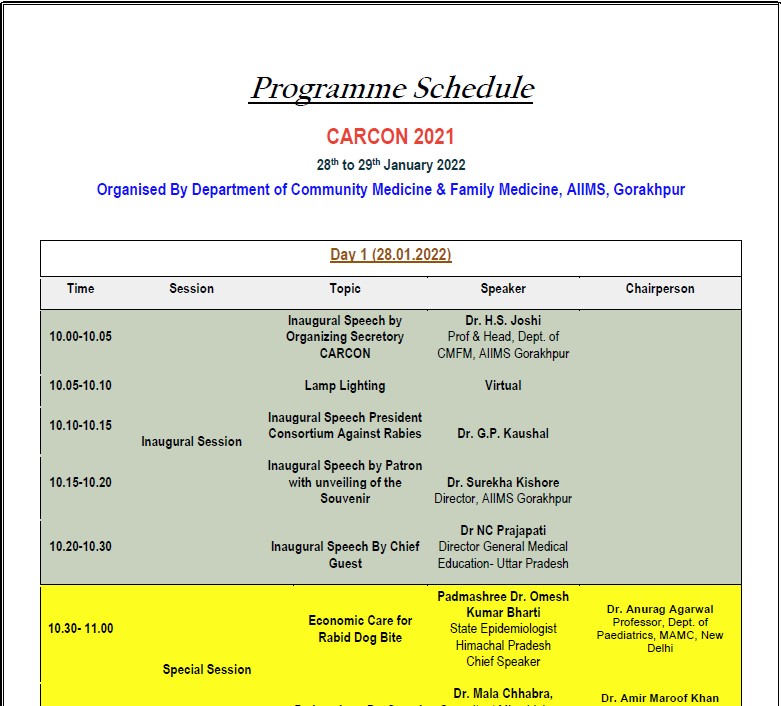 Programme Schedule
CARCON 2021
28th to 29th January 2022
Organised By Department of Community Medicine & Family Medicine, AIIMS, Gorakhpur
Day 1 (28.01.2022)
Time Session Topic Speaker Chairperson
10.00-10.05
Inaugural Speech by
Organizing Secretory
CARCON
Dr. H.S. Joshi
Prof & Head, Dept. of
CMFM, AIIMS Gorakhpur
10.05-10.10
Lamp Lighting
Virtual
10.10-10.15
Inaugural Session
Inaugural Speech President
Consortium Against Rabies
Dr. G.P. Kaushal
10.15-10.20
Inaugural Speech by Patron
with unveiling of the
Souvenir
Dr. Surekha Kishore
Director, AIIMS Gorakhpur
10.20-10.30
Inaugural Speech By Chief
Guest
Dr NC Prajapati
Director General Medical
Education- Uttar Pradesh
10.30- 11.00
Special Session
Economic Care for
Rabid Dog Bite
Padmashree Dr. Omesh
Kumar Bharti
State Epidemiologist
Himachal Pradesh
Chief Speaker
Dr. Anurag Agarwal
Professor, Dept. of
Paediatrics, MAMC, New
Delhi
Dr. Mala Chhabra,
Dr. Amir Maroof Khan